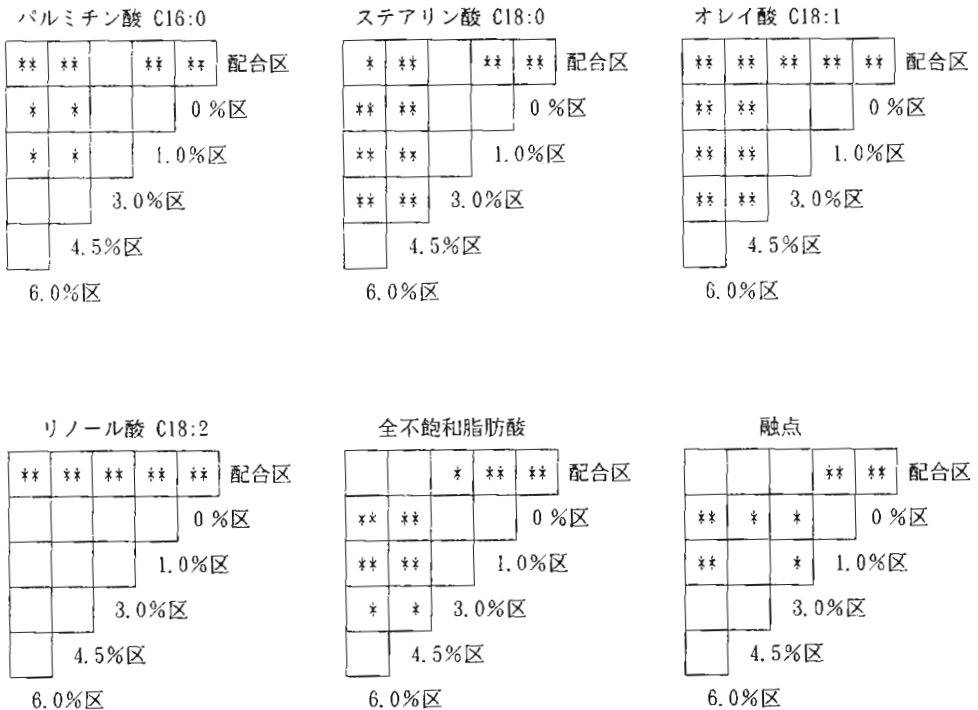 パルミチン酸 C16:0
** ** ** ** 配合区
* * 0 %区
* * 1.0%区
3.0%区
4.5%区
6.0%区
ステアリン酸 C18:0
* ** ** ** 配合区
** ** 0 %区
** ** 1.0%区
** ** 3.0%区
4.5%区
6.0%区
オレイ酸 C18:1
** ** ** ** ** 配合区
** ** 0 %区
** ** 1.0%区
** ** 3.0%区
4.5%区
6.0%区
リノール酸 C18:2
** ** ** ** ** 配合区
0 %区
1.0%区
3.0%区
4.5%区
6.0%区
全不飽和脂肪酸
* ** ** 配合区
** ** 0 %区
** ** 1.0%区
* * 3.0%区
4.5%区
6.0%区
融点
** ** 配合区
** * * 0 %区
** * 1.0%区
3.0%区
4.5%区
6.0%区